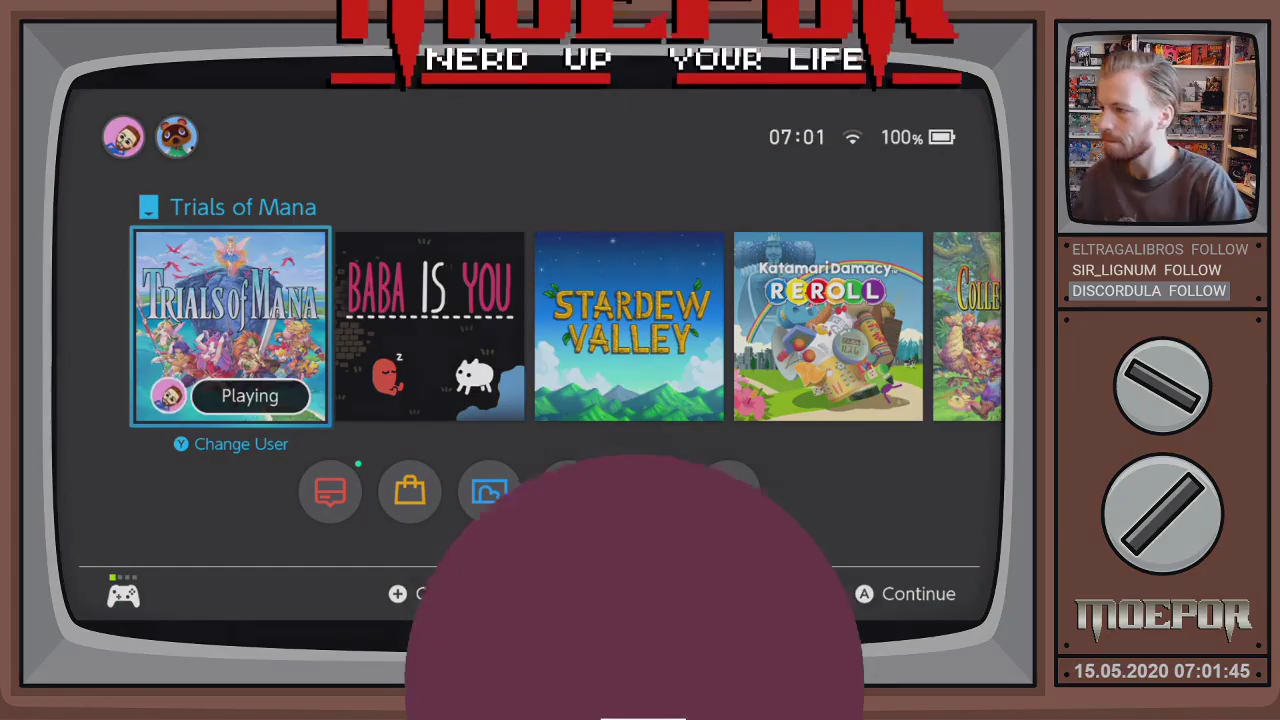 MOEPOR
NERD UP YOUR LIFE
07:01 100%
Trials of Mana
TRIALS of MANA
Playing
BABA IS YOU
z
STARDEW
VALLEY
Katamari Damacy
REROLL
COLLE
Y Change User
+
A Continue
ELTRAGALIBROS FOLLOW
SIR_LIGNUM FOLLOW
DISCORDULA FOLLOW
MOEPOR
15.05.2020 07:01:45